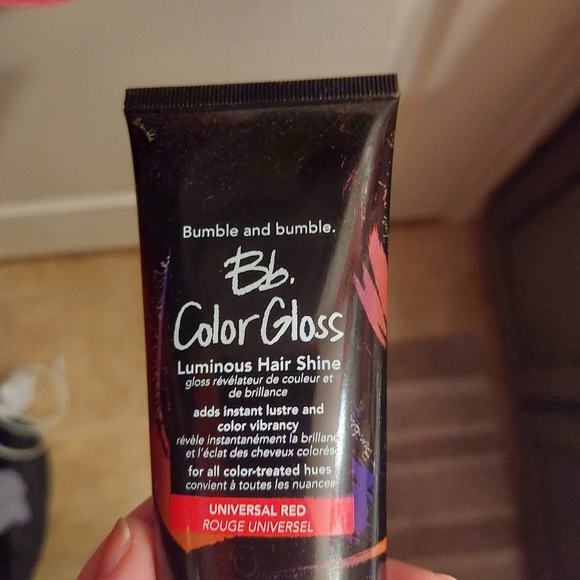 Bumble and bumble.
Bb.
Color Gloss
Luminous Hair Shine
gloss révélateur de couleur et
de brillance
adds instant lustre and
color vibrancy
révèle instantanément la brillanc
et l'éclat des cheveux colorés
for all color-treated hues
convient à toutes les nuances
UNIVERSAL RED
ROUGE UNIVERSEL